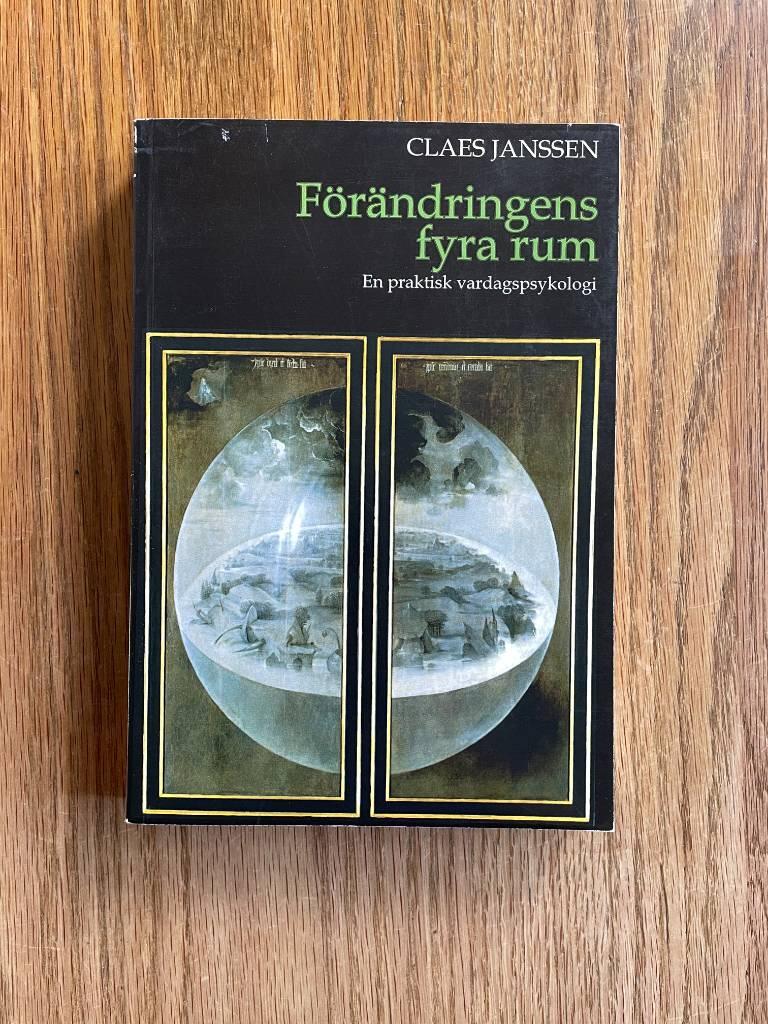 CLAES JANSSEN
Förändringens
fyra rum
En praktisk vardagspsykologi